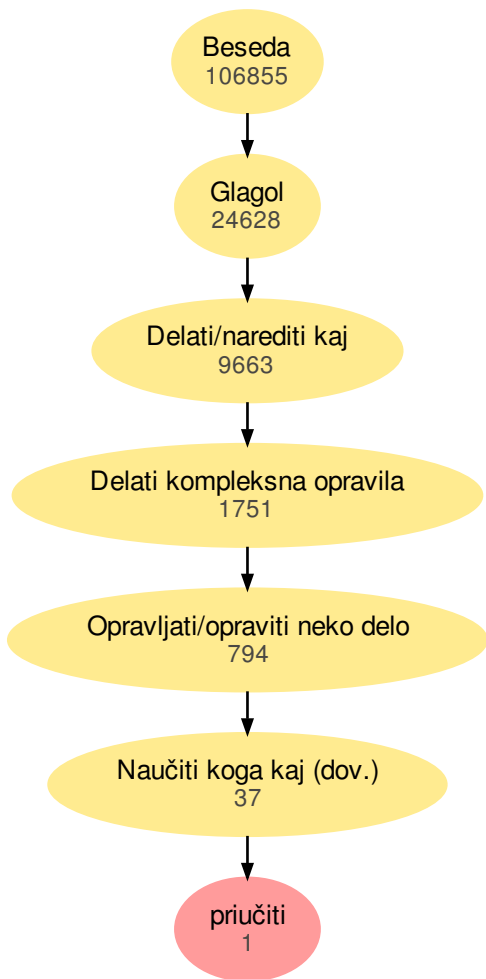 Beseda
106855
Glagol
24628
Delati/narediti kaj
9663
Delati kompleksna opravila
1751
Opravljati/opraviti neko delo
794
Naučiti koga kaj (dov.)
37
priučiti
1